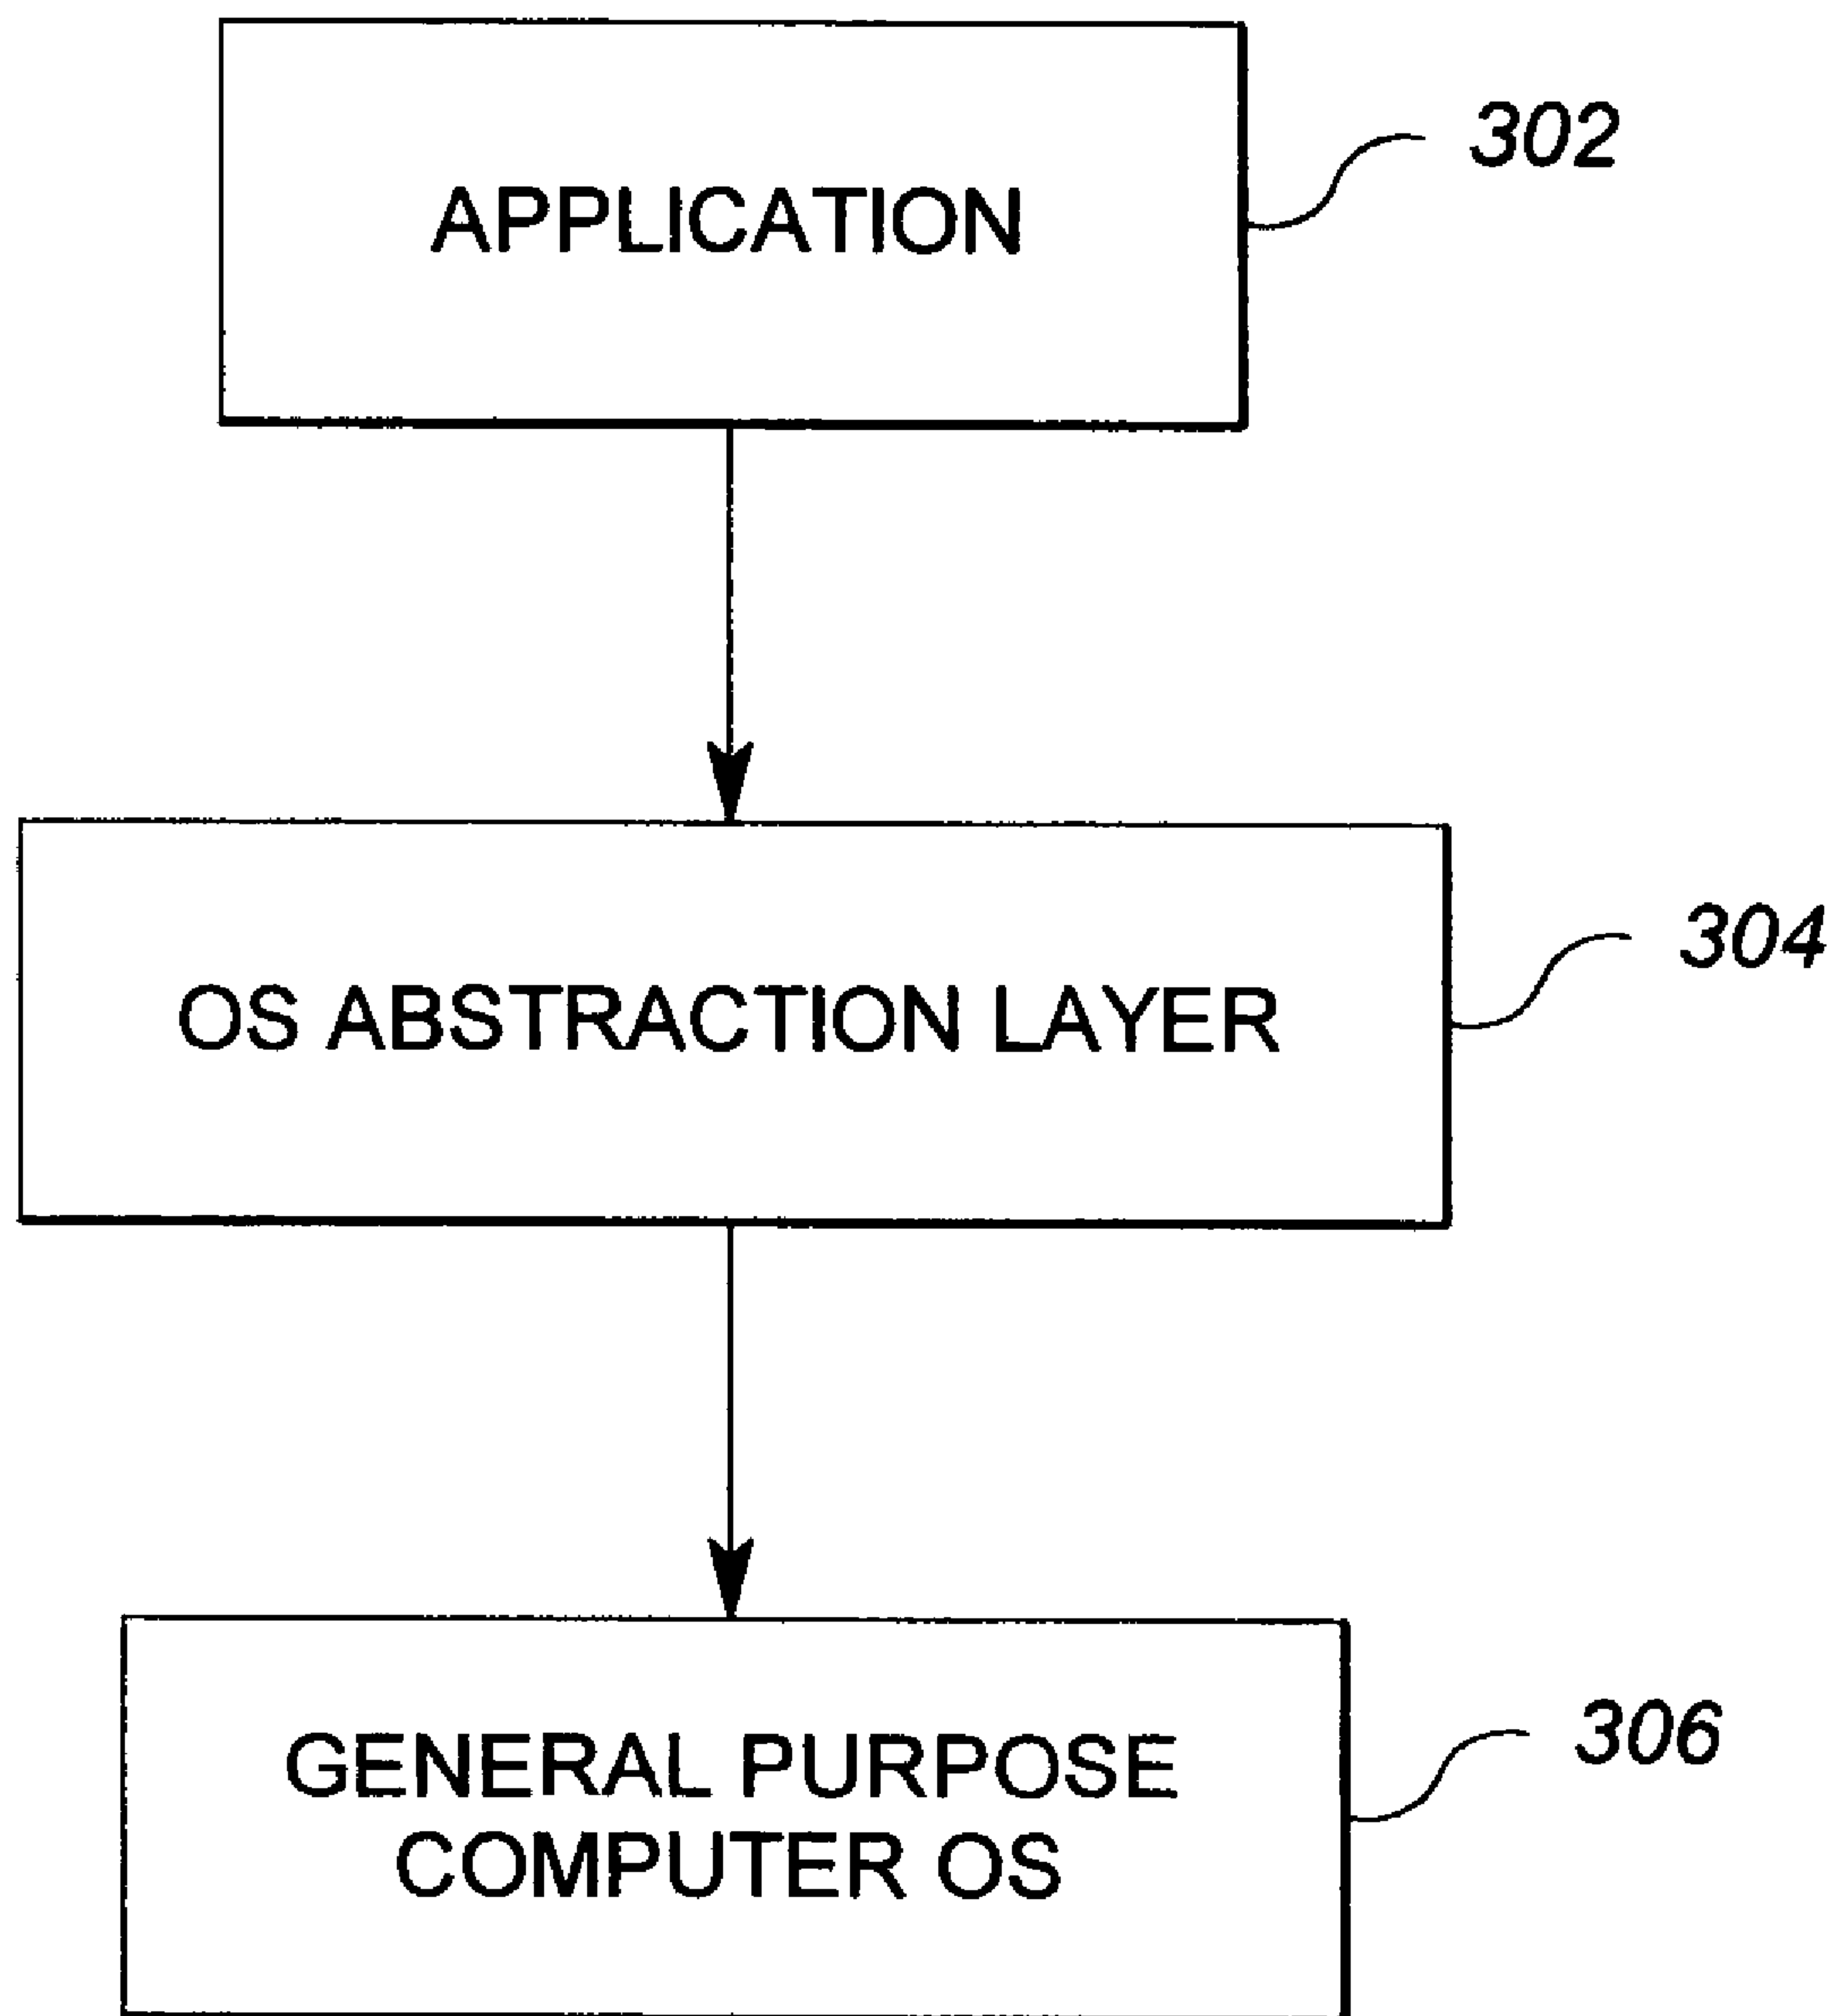 APPLICATION
302
OS ABSTRACTION LAYER
304
GENERAL PURPOSE
COMPUTER OS
306